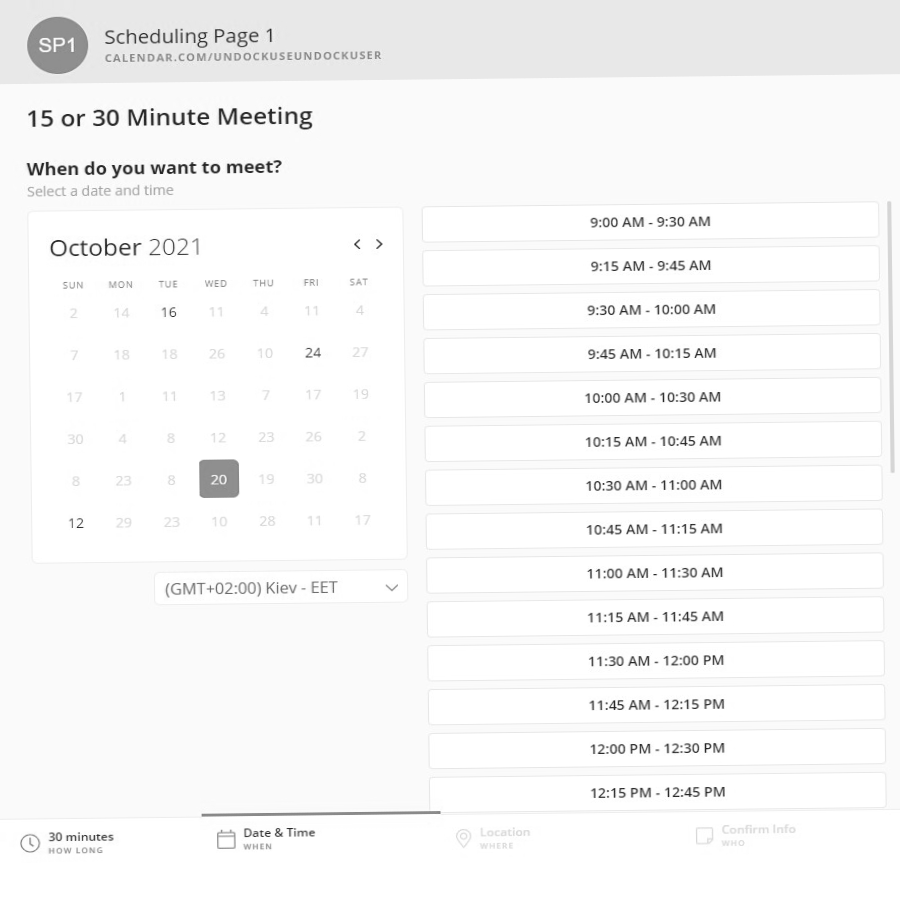 SP1
Scheduling Page 1
CALENDAR.COM/UNDOCKUSEUNDOCKUSER
15 or 30 Minute Meeting
When do you want to meet?
Select a date and time
October 2021
SUN MON TUE WED THU FRI SAT
2 14 16 11 4 11 4
7 18 18 26 10 24 27
17 1 11 13 7 17 19
30 4 8 12 23 26 2
8 23 8 20 19 30 8
12 29 23 10 28 11 17
(GMT+02:00) Kiev - EET
9:00 AM - 9:30 AM
9:15 AM - 9:45 AM
9:30 AM - 10:00 AM
9:45 AM - 10:15 AM
10:00 AM - 10:30 AM
10:15 AM - 10:45 AM
10:30 AM - 11:00 AM
10:45 AM - 11:15 AM
11:00 AM - 11:30 AM
11:15 AM - 11:45 AM
11:30 AM - 12:00 PM
11:45 AM - 12:15 PM
12:00 PM - 12:30 PM
12:15 PM - 12:45 PM
30 minutes
HOW LONG
Date & Time
WHEN
Location
WHERE
Confirm Info
WHO